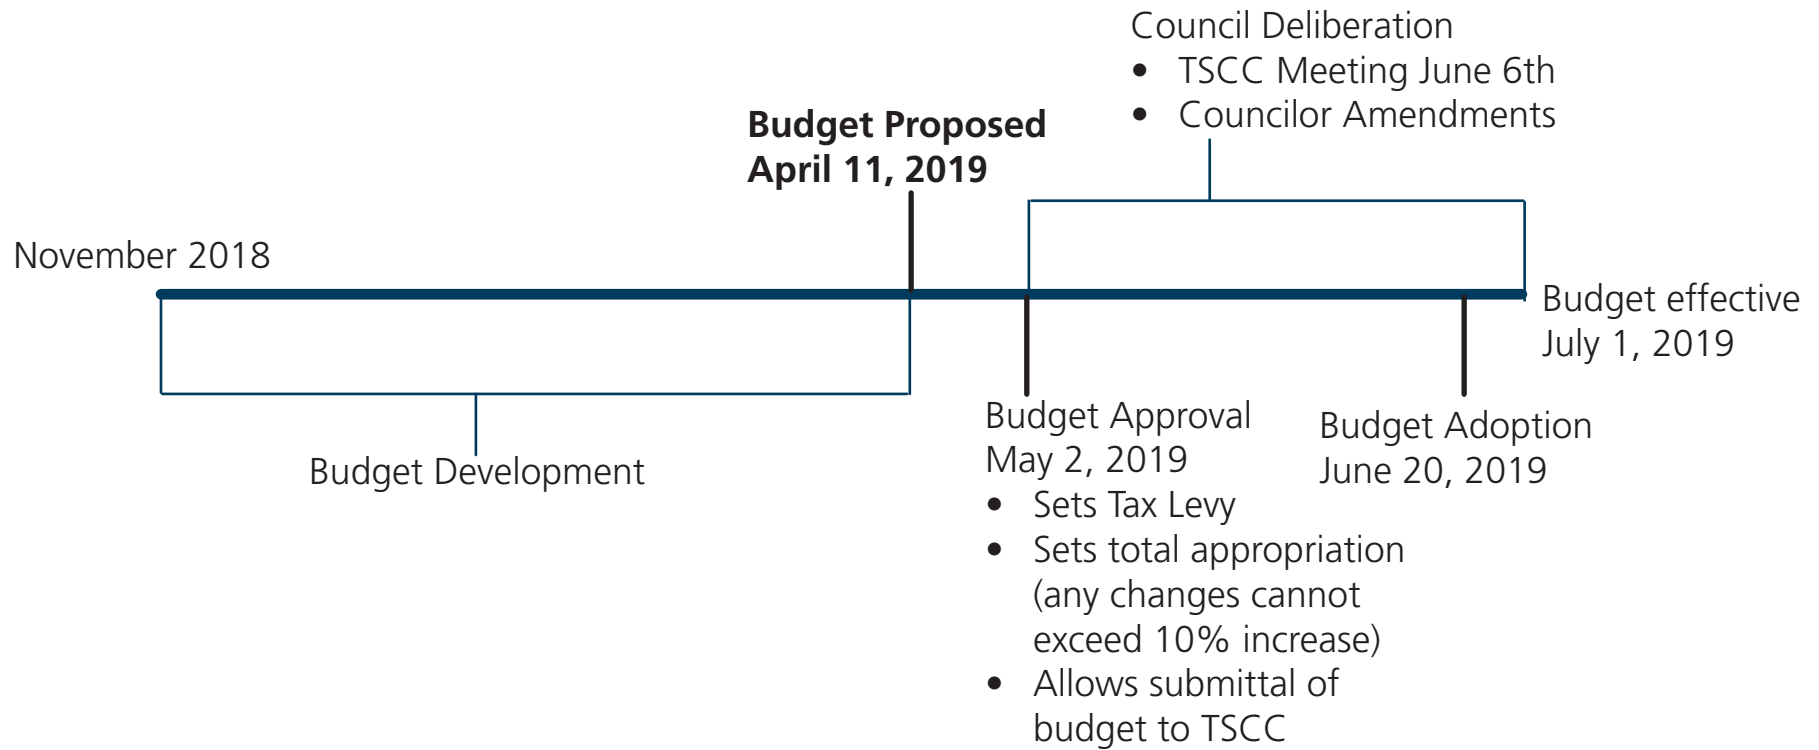 Council Deliberation
• TSCC Meeting June 6th
• Councilor Amendments
Budget Proposed
April 11, 2019
November 2018
Budget effective
July 1, 2019
Budget Development
Budget Approval
May 2, 2019
• Sets Tax Levy
• Sets total appropriation
(any changes cannot
exceed 10% increase)
• Allows submittal of
budget to TSCC
Budget Adoption
June 20, 2019